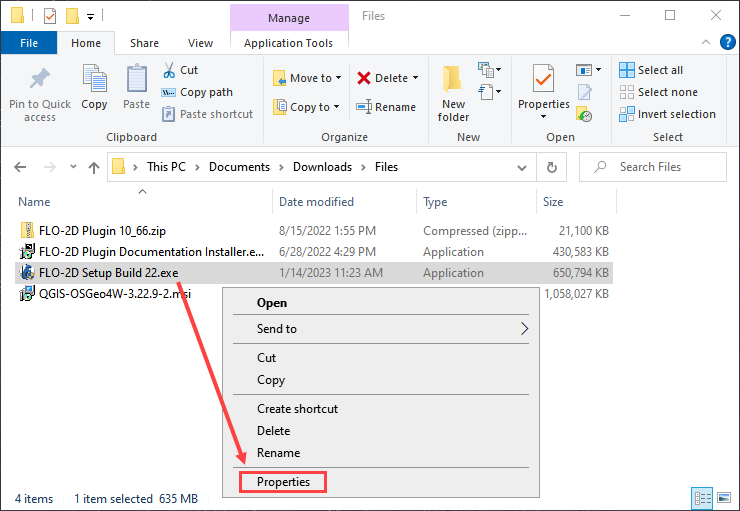 Manage
Files
File
Home
Share
View
Application Tools
Pin to Quick access
Copy
Paste
Cut
Copy path
Paste shortcut
Clipboard
Move to
Copy to
Delete
Rename
Organize
New folder
New
Properties
Open
Select all
Select none
Invert selection
Select
This PC > Documents > Downloads > Files
Search Files
Name Date modified Type Size
FLO-2D Plugin 10_66.zip 8/15/2022 1:55 PM Compressed (zipp... 21,100 KB
FLO-2D Plugin Documentation Installer.e... 6/28/2022 4:29 PM Application 430,583 KB
FLO-2D Setup Build 22.exe 1/14/2023 11:23 AM Application 650,794 KB
QGIS-OSGeo4W-3.22.9-2.msi 1,058,027 KB
Open
Send to
Cut
Copy
Create shortcut
Delete
Rename
Properties
4 items 1 item selected 635 MB